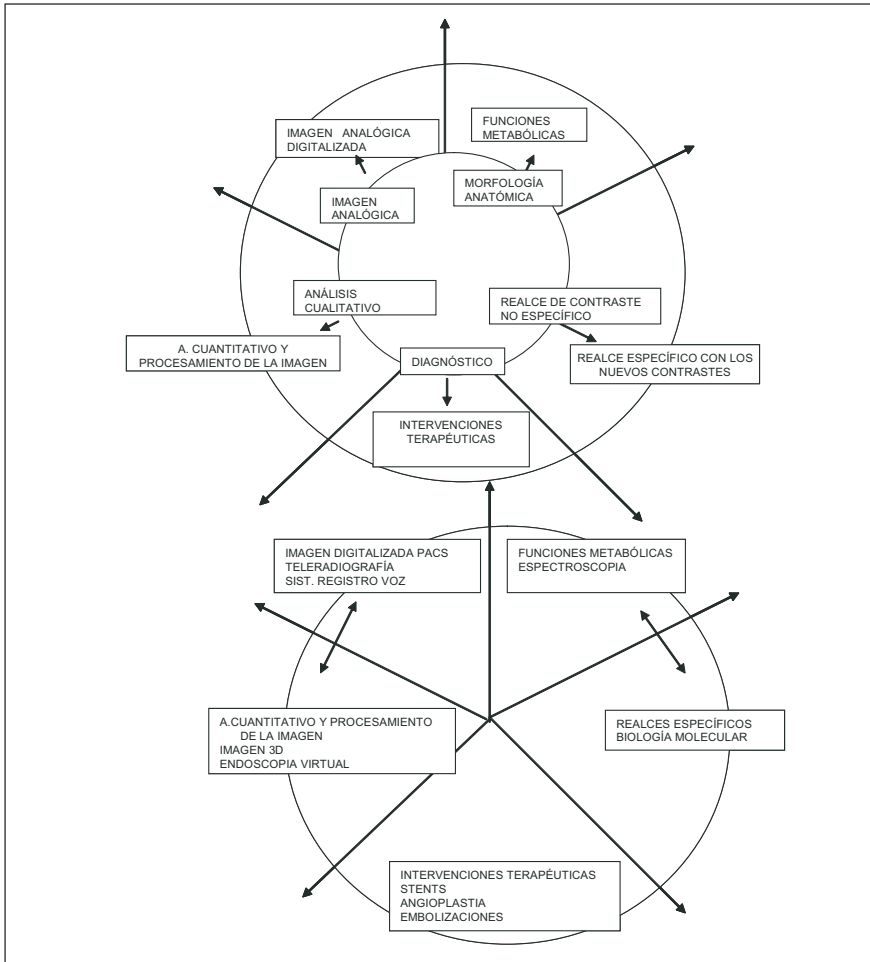 IMAGEN ANALÓGICA
DIGITALIZADA
FUNCIONES
METABÓLICAS
IMAGEN
ANALÓGICA
MORFOLOGÍA
ANATÓMICA
ANÁLISIS
CUALITATIVO
REALCE DE CONTRASTE
NO ESPECÍFICO
A. CUANTITATIVO Y
PROCESAMIENTO DE LA IMAGEN
DIAGNÓSTICO
REALCE ESPECÍFICO CON LOS
NUEVOS CONTRASTES
INTERVENCIONES
TERAPÉUTICAS
IMAGEN DIGITALIZADA PACS
TELERADIOGRAFÍA
SIST. REGISTRO VOZ
FUNCIONES METABÓLICAS
ESPECTROSCOPIA
A.CUANTITATIVO Y PROCESAMIENTO
DE LA IMAGEN
IMAGEN 3D
ENDOSCOPIA VIRTUAL
REALCES ESPECÍFICOS
BIOLOGÍA MOLECULAR
INTERVENCIONES TERAPÉUTICAS
STENTS
ANGIOPLASTIA
EMBOLIZACIONES